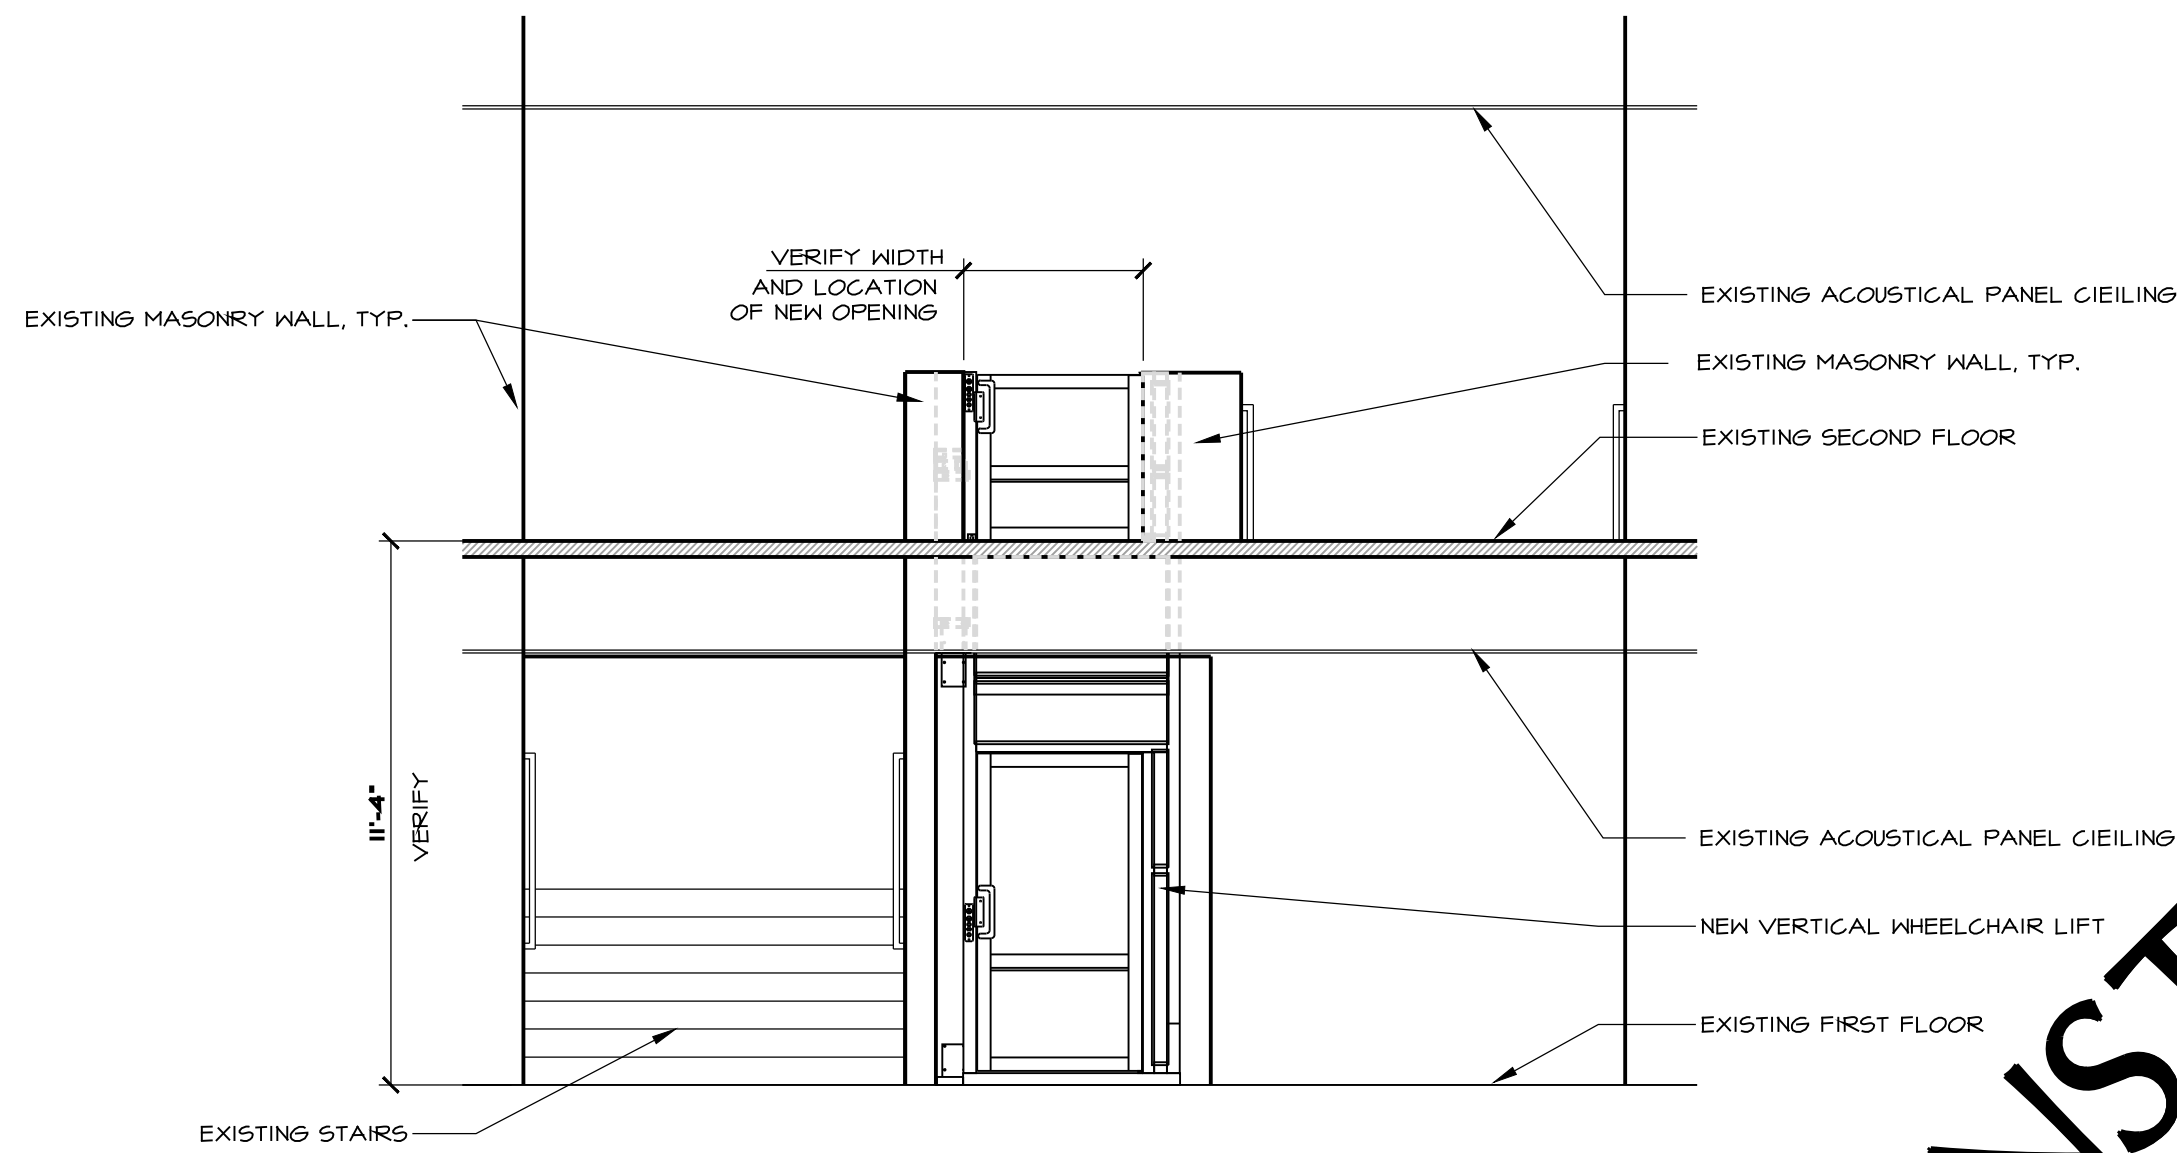 VERIFY WIDTH
AND LOCATION
OF NEW OPENING
EXISTING MASONRY WALL, TYP.
EXISTING ACOUSTICAL PANEL CIEILING
EXISTING MASONRY WALL, TYP.
EXISTING SECOND FLOOR
11'-4"
VERIFY
EXISTING ACOUSTICAL PANEL CIEILING
NEW VERTICAL WHEELCHAIR LIFT
EXISTING FIRST FLOOR
EXISTING STAIRS